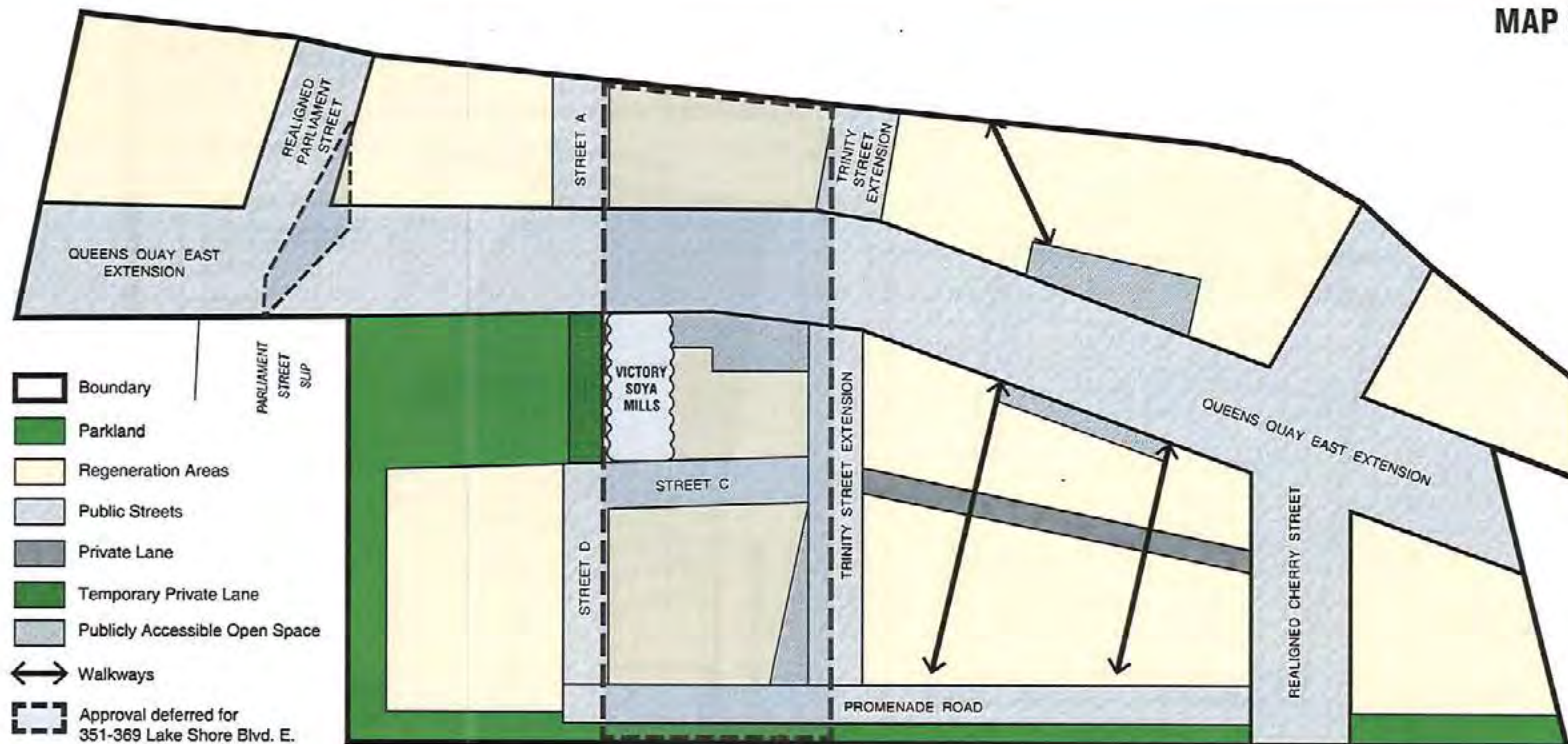 MAP
REALIGNED
PARLIAMENT
STREET
STREET A
TRINITY
STREET
EXTENSION
QUEENS QUAY EAST
EXTENSION
PARLIAMENT
STREET
SLIP
VICTORY
SOYA
MILLS
STREET C
STREET D
TRINITY STREET EXTENSION
QUEENS QUAY EAST EXTENSION
REALIGNED CHERRY STREET
PROMENADE ROAD
Boundary
Parkland
Regeneration Areas
Public Streets
Private Lane
Temporary Private Lane
Publicly Accessible Open Space
Walkways
Approval deferred for
351-369 Lake Shore Blvd. E.